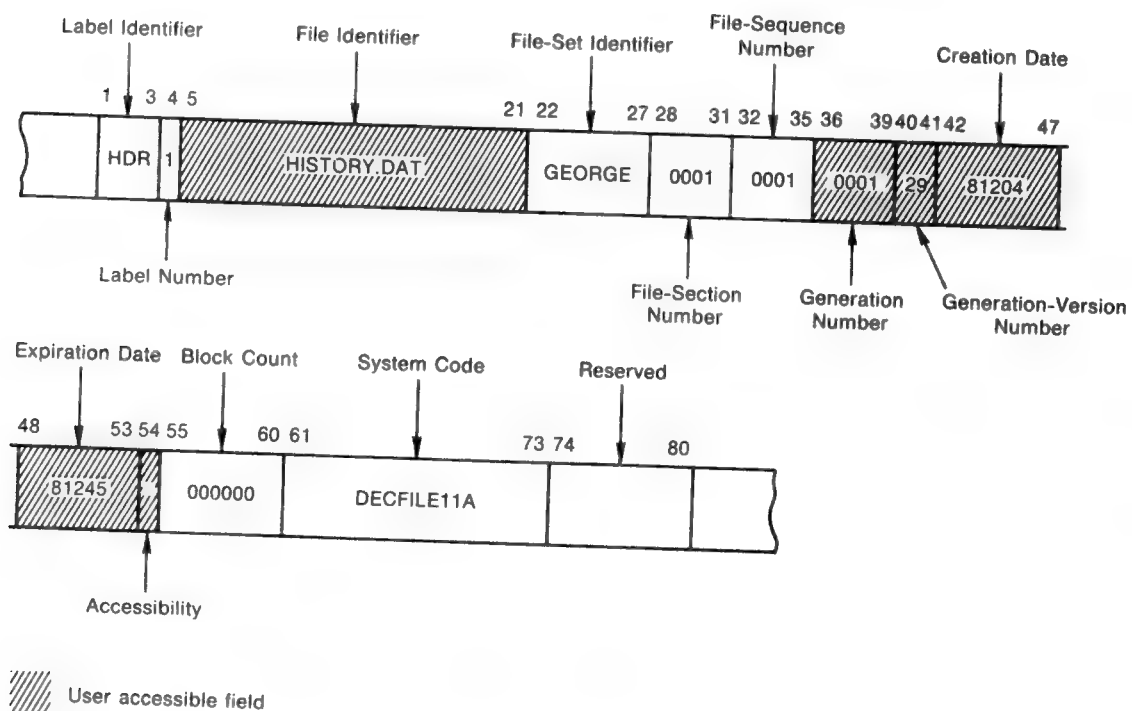 File-Sequence
Number
Label Identifier
File Identifier
File-Set Identifier
Creation Date
1 3 4 5 21 22 27 28 31 32 35 36 39 40 41 42 47
HDR 1 HISTORY.DAT GEORGE 0001 0001 0001 29 81204
Label Number
File-Section
Number
Generation
Number
Generation-Version
Number
Expiration Date
Block Count
System Code
Reserved
48 53 54 55 60 61 73 74 80
81245 000000 DECFILE11A
Accessibility
User accessible field